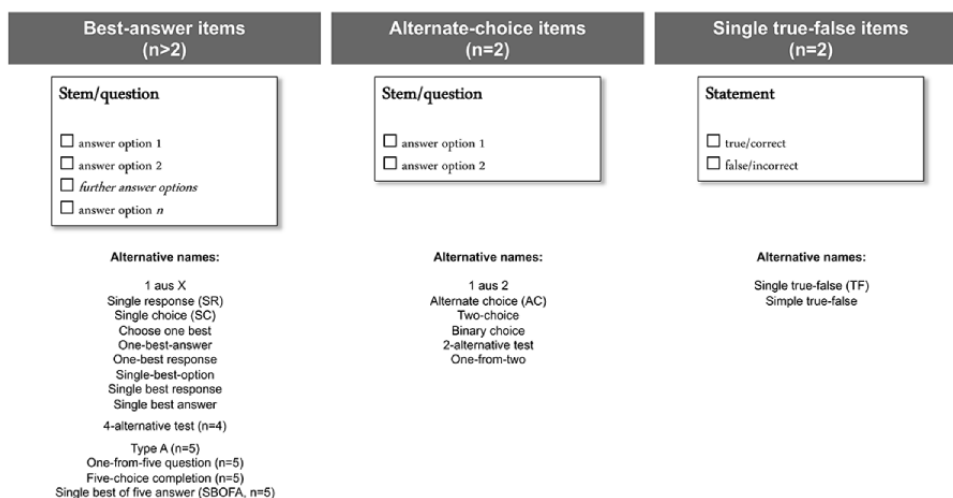 Best-answer items
(n>2)
Stem/question
answer option 1
answer option 2
further answer options
answer option n
Alternative names:
1 aus X
Single response (SR)
Single choice (SC)
Choose one best
One-best-answer
One-best response
Single-best-option
Single best response
Single best answer
4-alternative test (n=4)
Type A (n=5)
One-from-five question (n=5)
Five-choice completion (n=5)
Single best of five answer (SBOFA, n=5)
Alternate-choice items
(n=2)
Stem/question
answer option 1
answer option 2
Alternative names:
1 aus 2
Alternate choice (AC)
Two-choice
Binary choice
2-alternative test
One-from-two
Single true-false items
(n=2)
Statement
true/correct
false/incorrect
Alternative names:
Single true-false (TF)
Simple true-false